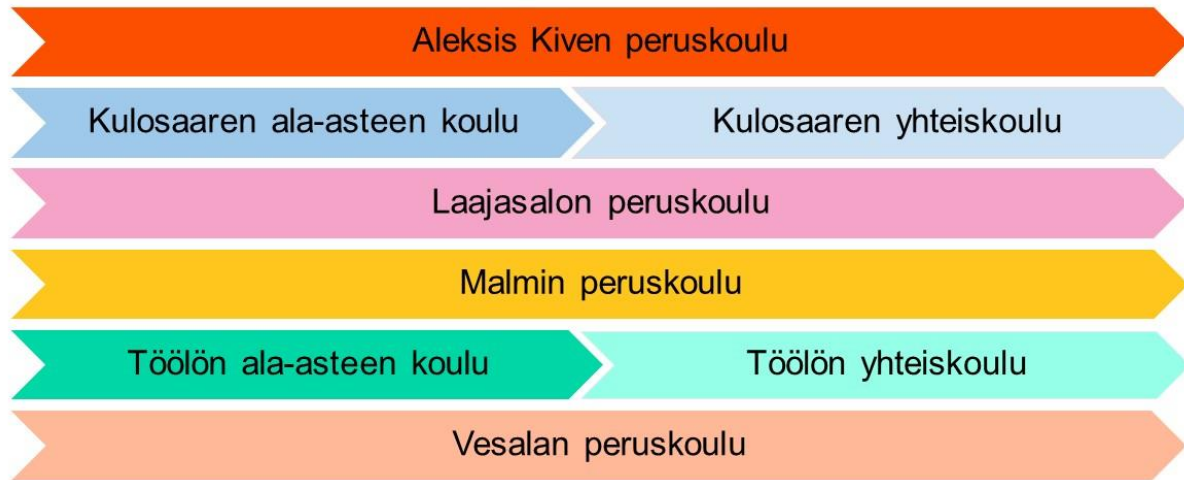 Aleksis Kiven peruskoulu
Kulosaaren ala-asteen koulu
Kulosaaren yhteiskoulu
Laajasalon peruskoulu
Malmin peruskoulu
Töölön ala-asteen koulu
Töölön yhteiskoulu
Vesalan peruskoulu